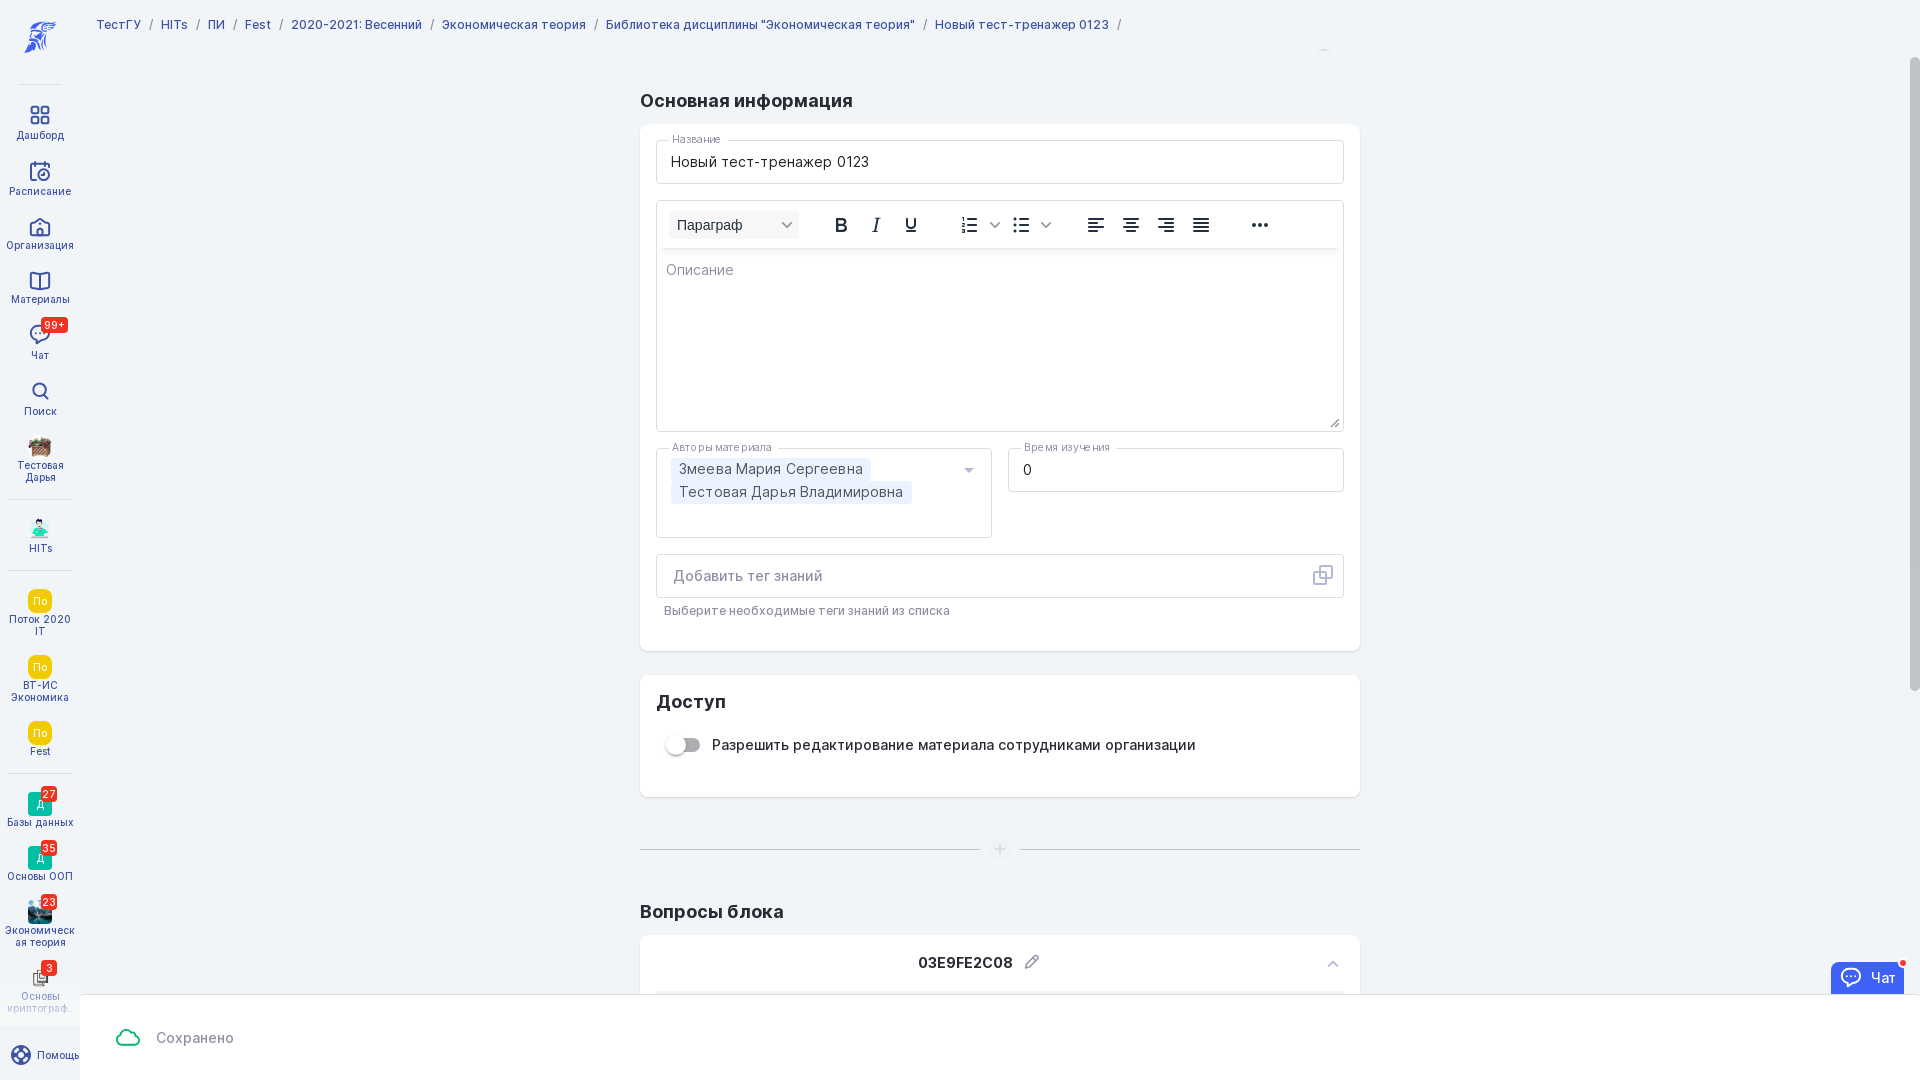 ТестГУ / HITs / ПИ / Fest / 2020-2021: Весенний / Экономическая теория / Библиотека дисциплины "Экономическая теория" / Новый тест-тренажер 0123 /
Дашборд
Расписание
Организация
Материалы
99+
Чат
Поиск
Тестовая
Дарья
HITs
По
Поток 2020
IT
По
ВТ-ИС
Экономика
По
Fest
27
Д
Базы данных
35
Д
Основы ООП
23
Экономическ
ая теория
3
Основы
криптограф...
Помощь
Основная информация
Название
Новый тест-тренажер 0123
Параграф
Описание
Авторы материала
Змеева Мария Сергеевна
Тестовая Дарья Владимировна
Время изучения
0
Добавить тег знаний
Выберите необходимые теги знаний из списка
Доступ
Разрешить редактирование материала сотрудниками организации
Вопросы блока
03E9FE2C08
Чат
Сохранено